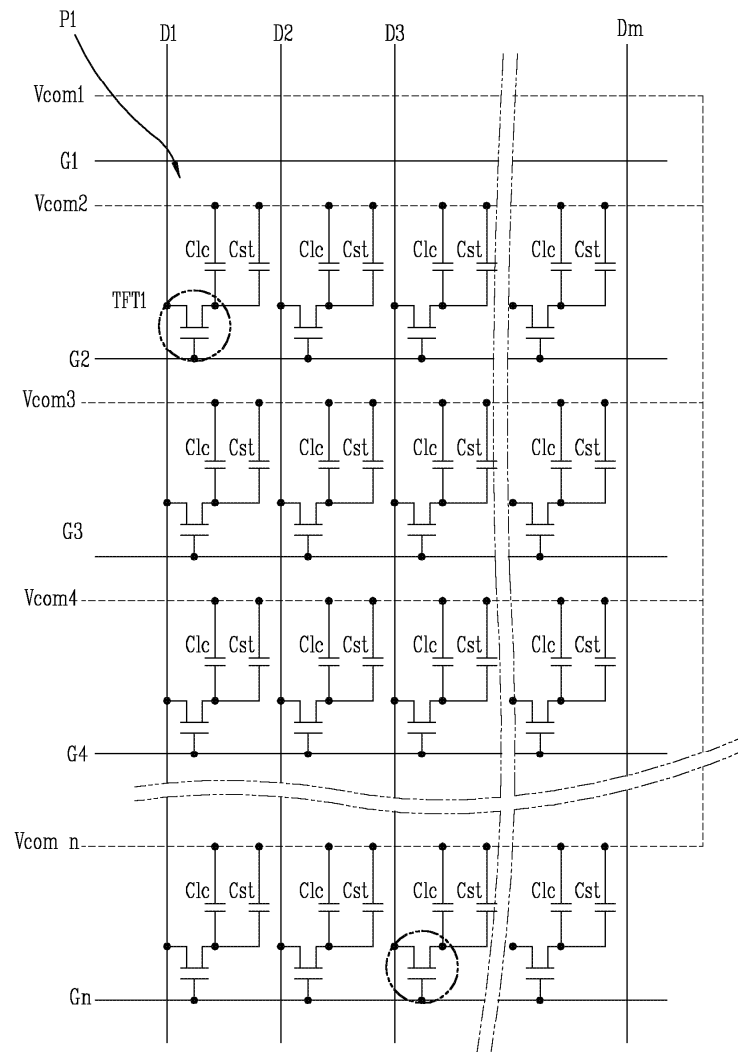 P1
D1 D2 D3 Dm
Vcom1
G1
Vcom2
Clc Cst Clc Cst Clc Cst Clc Cst
TFT1
G2
Vcom3
Clc Cst Clc Cst Clc Cst Clc Cst
G3
Vcom4
Clc Cst Clc Cst Clc Cst Clc Cst
G4
Vcom n
Clc Cst Clc Cst Clc Cst Clc Cst
Gn